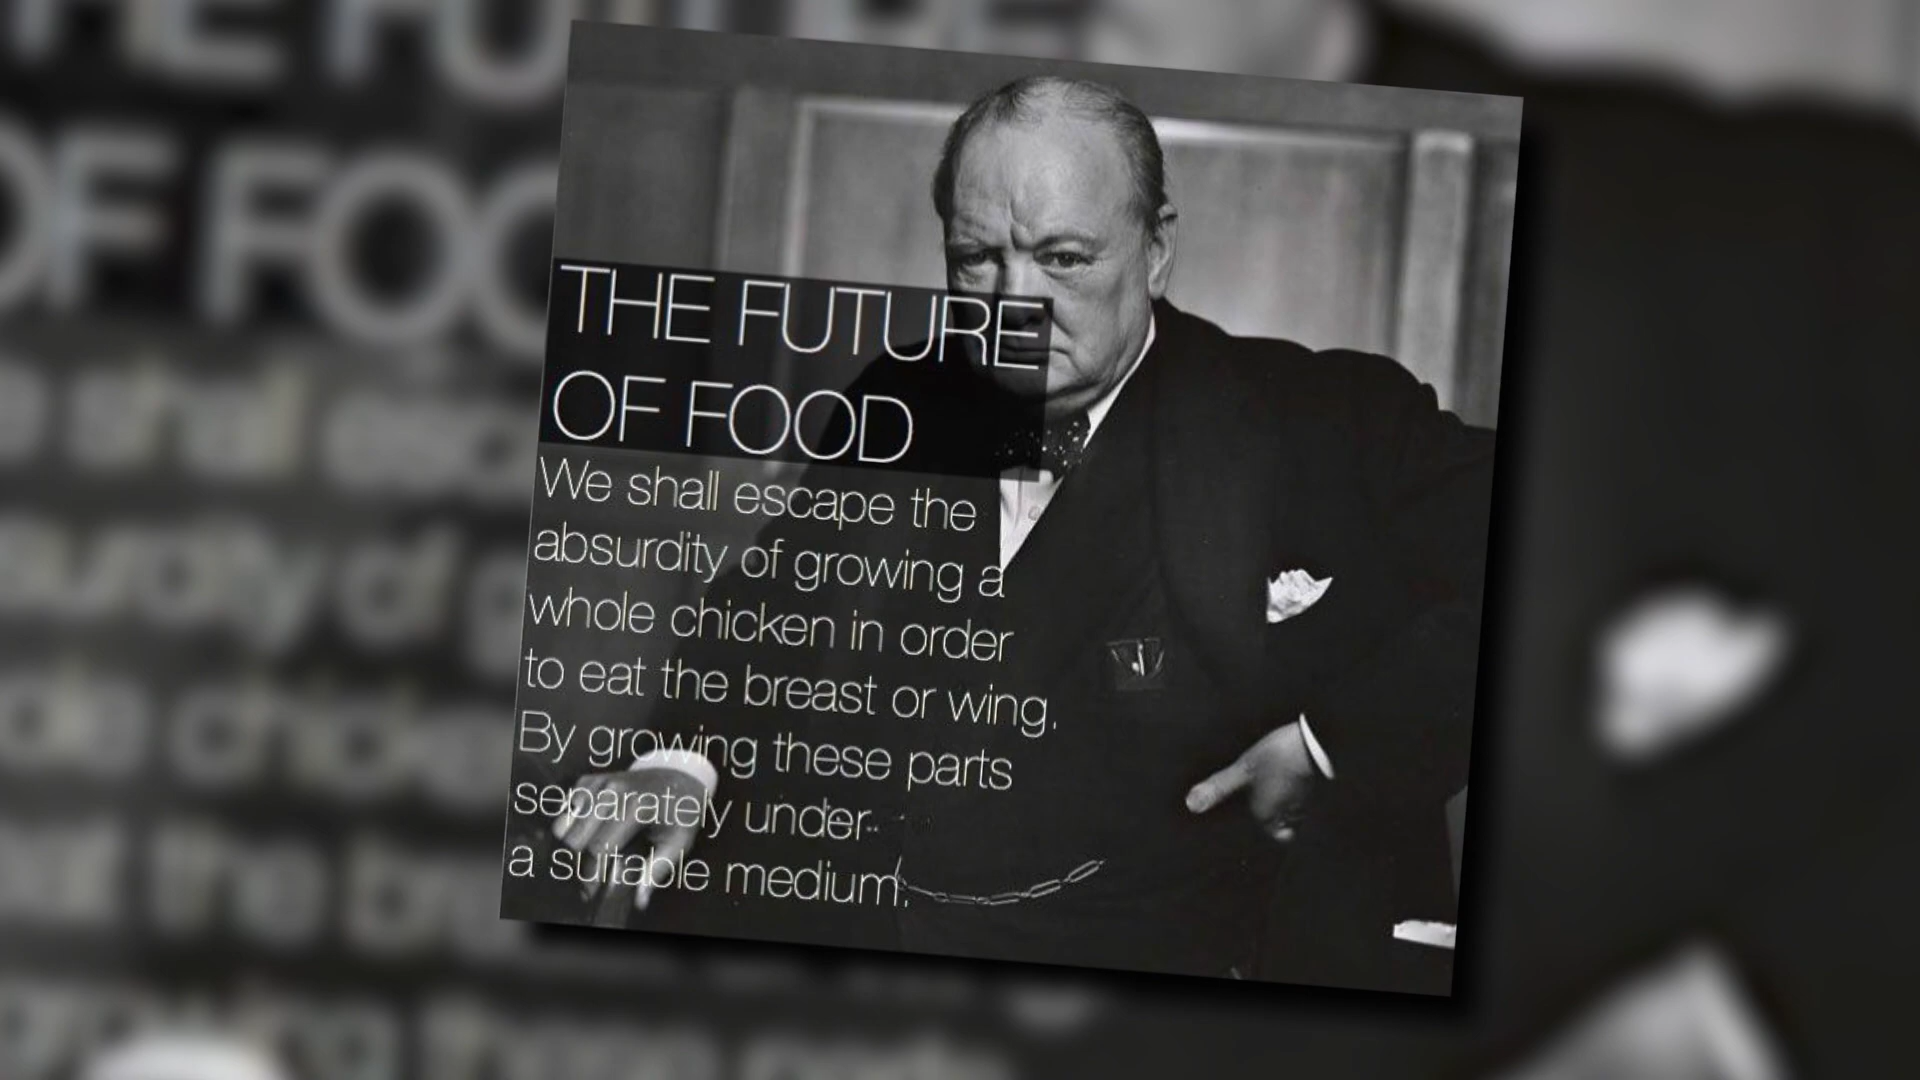 THE FUTURE
OF FOOD
We shall escape the
absurdity of growing a
whole chicken in order
to eat the breast or wing.
By growing these parts
separately under
a suitable medium.